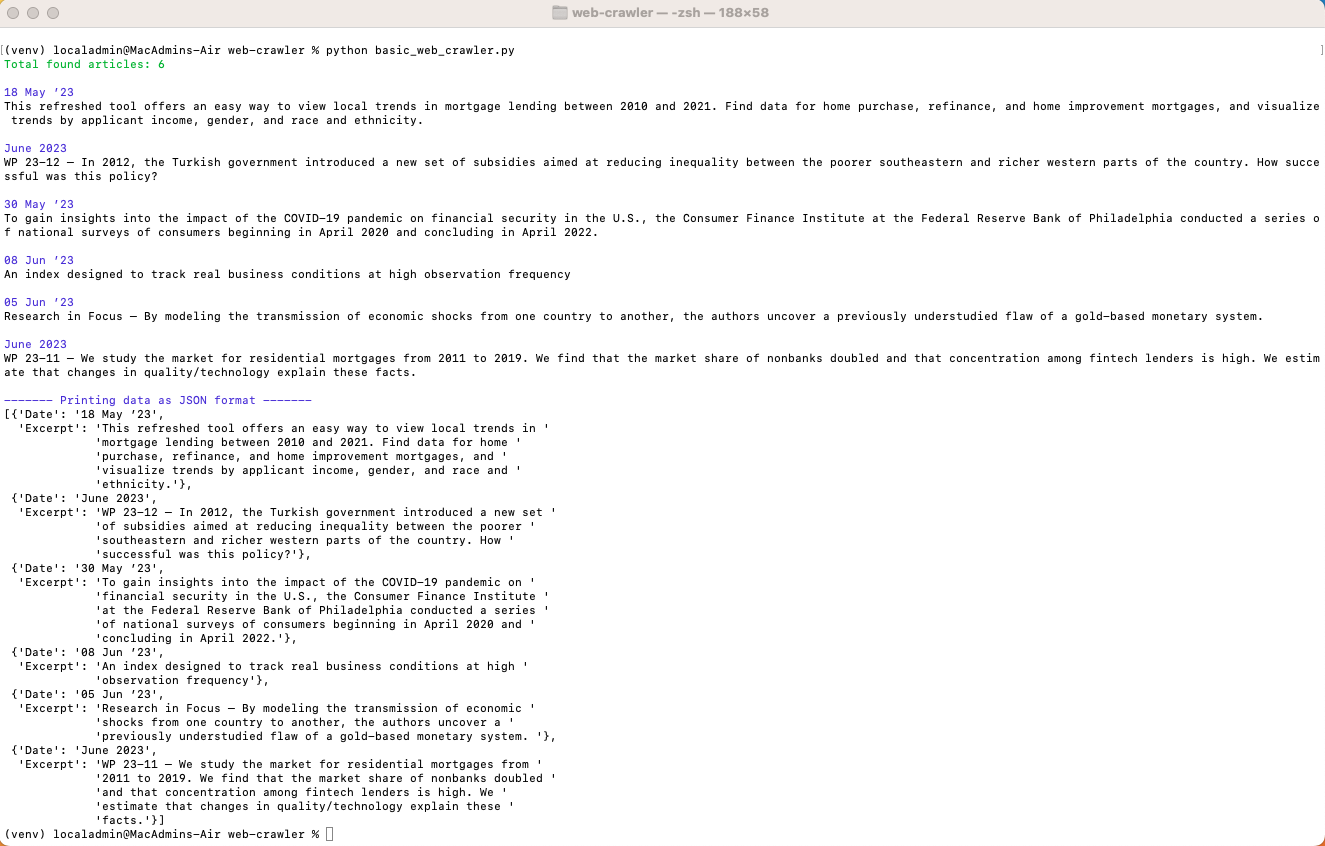 web-crawler — -zsh — 188×58
[(venv) localadmin@MacAdmins-Air web-crawler % python basic_web_crawler.py ]
Total found articles: 6
18 May ’23
This refreshed tool offers an easy way to view local trends in mortgage lending between 2010 and 2021. Find data for home purchase, refinance, and home improvement mortgages, and visualize
 trends by applicant income, gender, and race and ethnicity.
June 2023
WP 23-12 – In 2012, the Turkish government introduced a new set of subsidies aimed at reducing inequality between the poorer southeastern and richer western parts of the country. How succe
ssful was this policy?
30 May ’23
To gain insights into the impact of the COVID-19 pandemic on financial security in the U.S., the Consumer Finance Institute at the Federal Reserve Bank of Philadelphia conducted a series o
f national surveys of consumers beginning in April 2020 and concluding in April 2022.
08 Jun ’23
An index designed to track real business conditions at high observation frequency
05 Jun ’23
Research in Focus – By modeling the transmission of economic shocks from one country to another, the authors uncover a previously understudied flaw of a gold-based monetary system.
June 2023
WP 23-11 – We study the market for residential mortgages from 2011 to 2019. We find that the market share of nonbanks doubled and that concentration among fintech lenders is high. We estim
ate that changes in quality/technology explain these facts.
------- Printing data as JSON format -------
[{'Date': '18 May ’23',
  'Excerpt': 'This refreshed tool offers an easy way to view local trends in '
             'mortgage lending between 2010 and 2021. Find data for home '
             'purchase, refinance, and home improvement mortgages, and '
             'visualize trends by applicant income, gender, and race and '
             'ethnicity.'},
 {'Date': 'June 2023',
  'Excerpt': 'WP 23-12 – In 2012, the Turkish government introduced a new set '
             'of subsidies aimed at reducing inequality between the poorer '
             'southeastern and richer western parts of the country. How '
             'successful was this policy?'},
 {'Date': '30 May ’23',
  'Excerpt': 'To gain insights into the impact of the COVID-19 pandemic on '
             'financial security in the U.S., the Consumer Finance Institute '
             'at the Federal Reserve Bank of Philadelphia conducted a series '
             'of national surveys of consumers beginning in April 2020 and '
             'concluding in April 2022.'},
 {'Date': '08 Jun ’23',
  'Excerpt': 'An index designed to track real business conditions at high '
             'observation frequency'},
 {'Date': '05 Jun ’23',
  'Excerpt': 'Research in Focus – By modeling the transmission of economic '
             'shocks from one country to another, the authors uncover a '
             'previously understudied flaw of a gold-based monetary system. '},
 {'Date': 'June 2023',
  'Excerpt': 'WP 23-11 – We study the market for residential mortgages from '
             '2011 to 2019. We find that the market share of nonbanks doubled '
             'and that concentration among fintech lenders is high. We '
             'estimate that changes in quality/technology explain these '
             'facts.'}]
(venv) localadmin@MacAdmins-Air web-crawler %